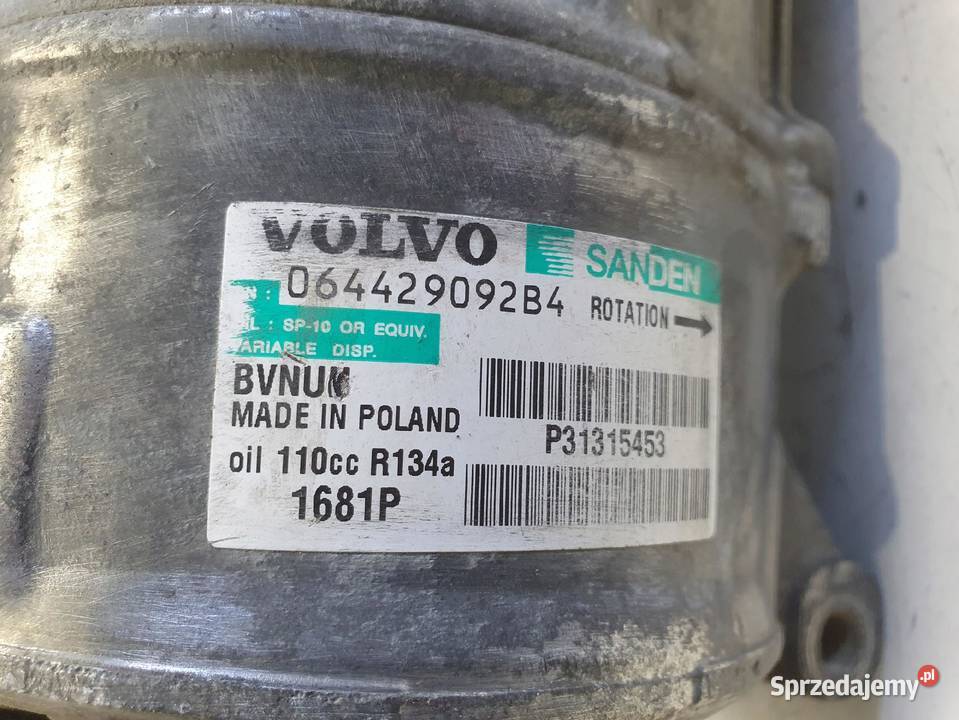 VOLVO SANDEN
: 064429092B4 ROTATION
: SP-10 OR EQUIV.
DISP.
MADE IN POLAND
P31315453
oil 110cc R134a
1681P
Sprzedajemy.pl